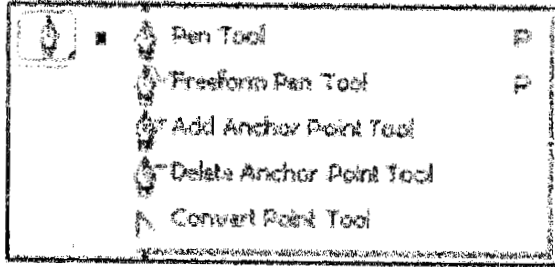 Pen Tool P
Freeform Pen Tool P
Add Anchor Point Tool
Delete Anchor Point Tool
Convert Point Tool